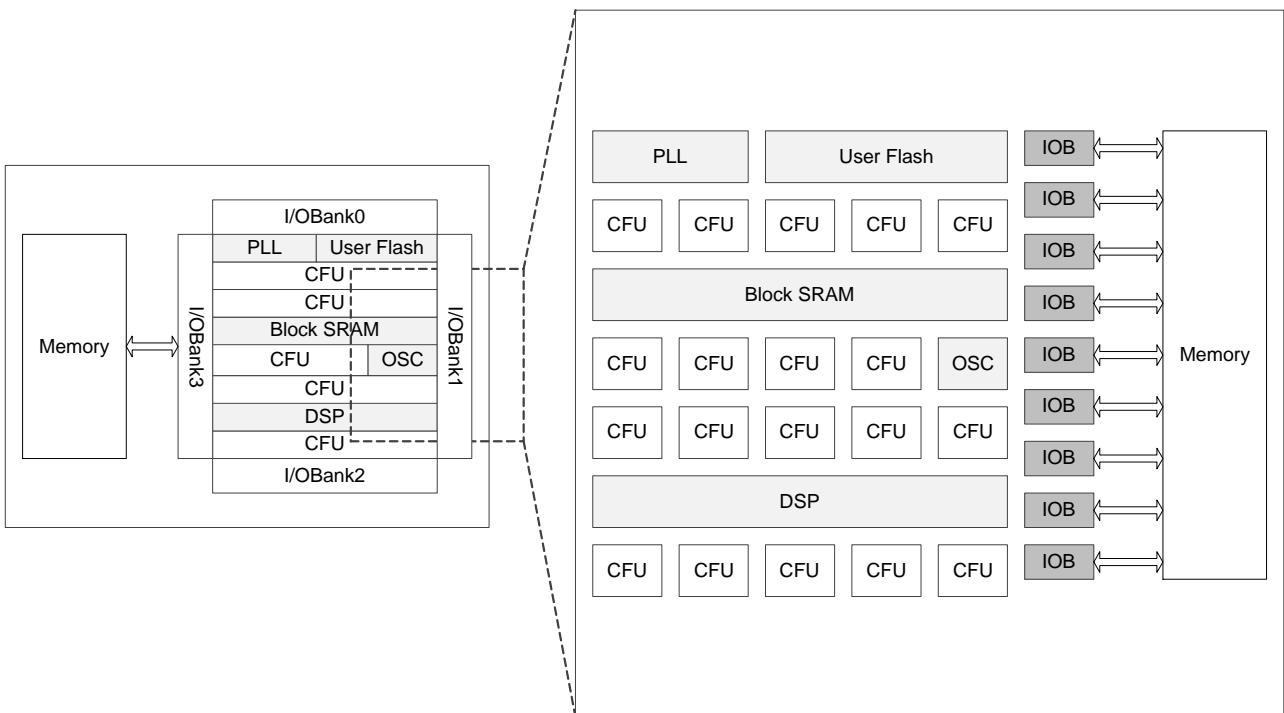 I/OBank0
PLL
User Flash
CFU
CFU
Block SRAM
CFU
OSC
CFU
DSP
CFU
I/OBank2
Memory
I/OBank3
I/OBank1
PLL
User Flash
CFU
CFU
CFU
CFU
CFU
Block SRAM
CFU
CFU
CFU
CFU
OSC
CFU
CFU
CFU
CFU
CFU
DSP
CFU
CFU
CFU
CFU
CFU
IOB
IOB
IOB
IOB
IOB
IOB
IOB
IOB
IOB
Memory